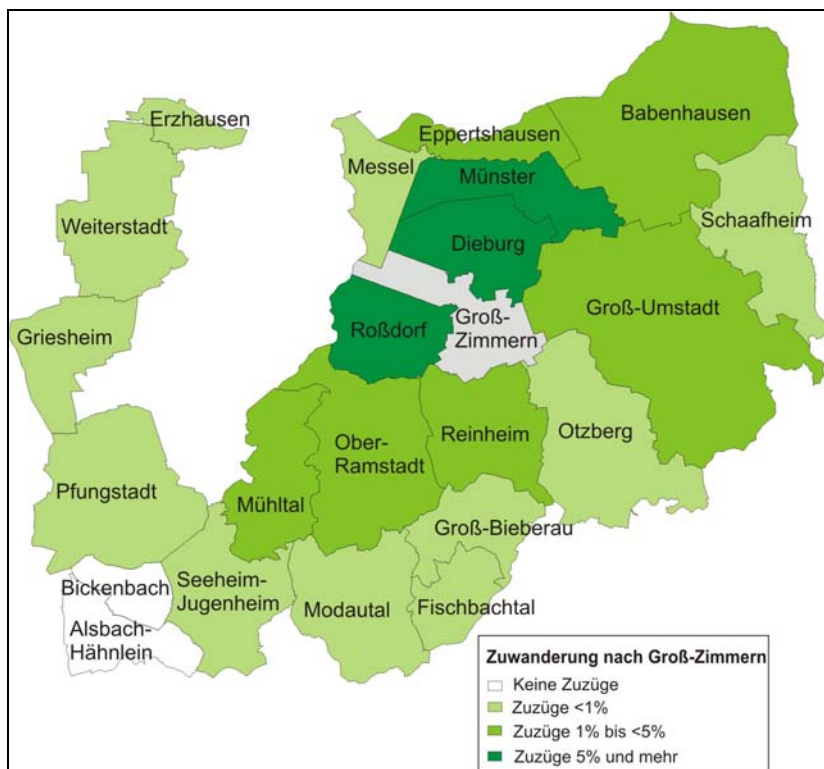 Erzhausen
Eppertshausen
Babenhausen
Messel
Münster
Weiterstadt
Schaafheim
Dieburg
Groß-Umstadt
Griesheim
Roßdorf
Groß-
Zimmern
Otzberg
Ober-
Ramstadt
Reinheim
Pfungstadt
Mühltal
Groß-Bieberau
Bickenbach
Seeheim-
Jugenheim
Modautal
Fischbachtal
Alsbach-
Hähnlein
Zuwanderung nach Groß-Zimmern
Keine Zuzüge
Zuzüge <1%
Zuzüge 1% bis <5%
Zuzüge 5% und mehr